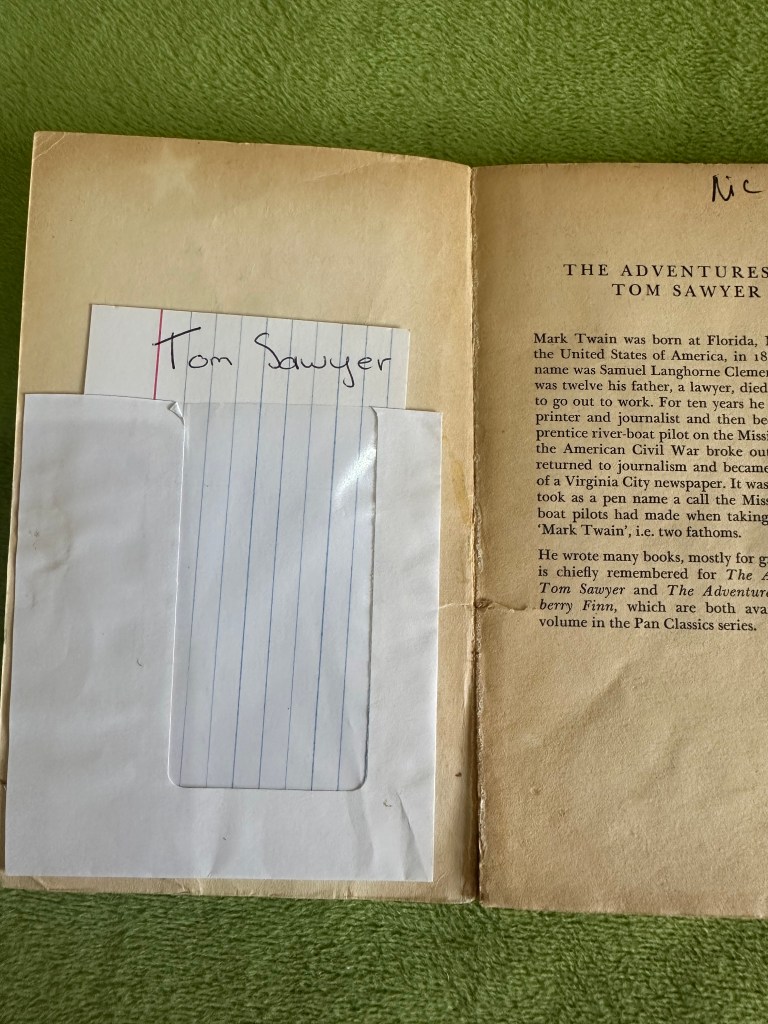 Tom Sawyer
Nic
THE ADVENTURES
TOM SAWYER
Mark Twain was born at Florida,
the United States of America, in 18
name was Samuel Langhorne Clemen
was twelve his father, a lawyer, died
to go out to work. For ten years he
printer and journalist and then be
prentice river-boat pilot on the Missi
the American Civil War broke out
returned to journalism and became
of a Virginia City newspaper. It was
took as a pen name a call the Miss
boat pilots had made when taking
'Mark Twain', i.e. two fathoms.
He wrote many books, mostly for g
is chiefly remembered for The A
Tom Sawyer and The Adventure
berry Finn, which are both ava
volume in the Pan Classics series.